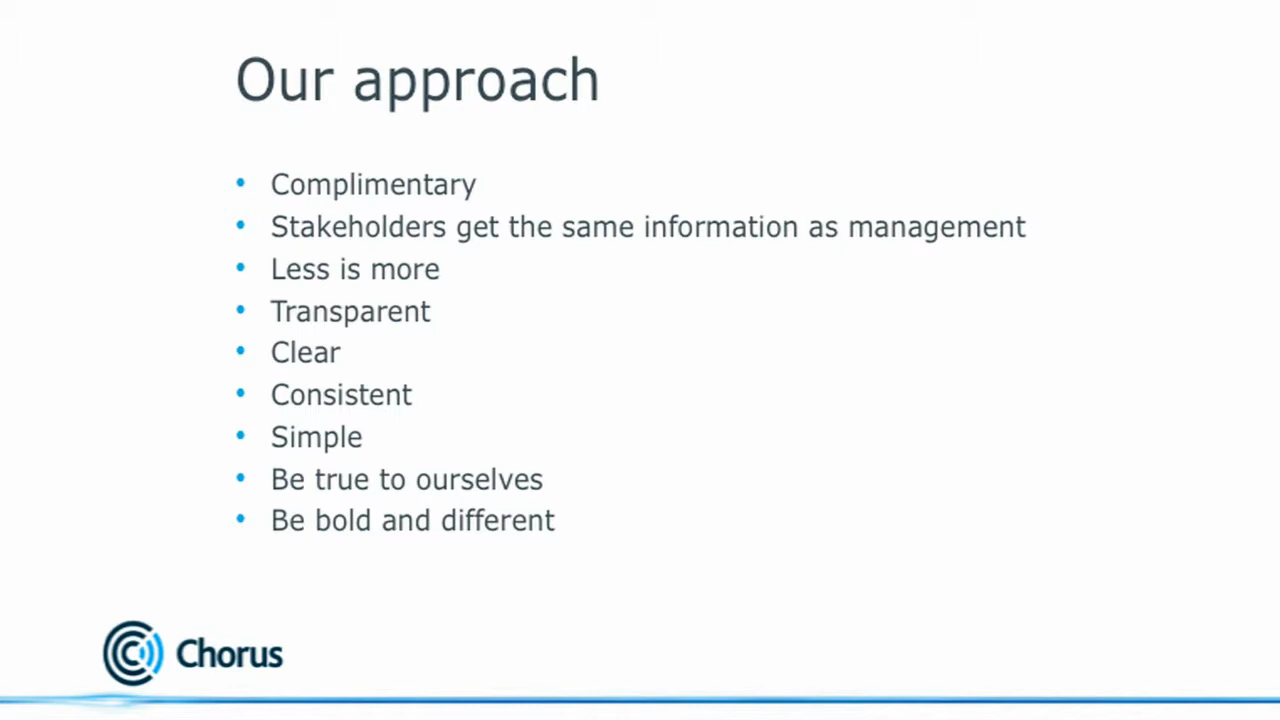 Our approach
• Complimentary
• Stakeholders get the same information as management
• Less is more
• Transparent
• Clear
• Consistent
• Simple
• Be true to ourselves
• Be bold and different
Chorus